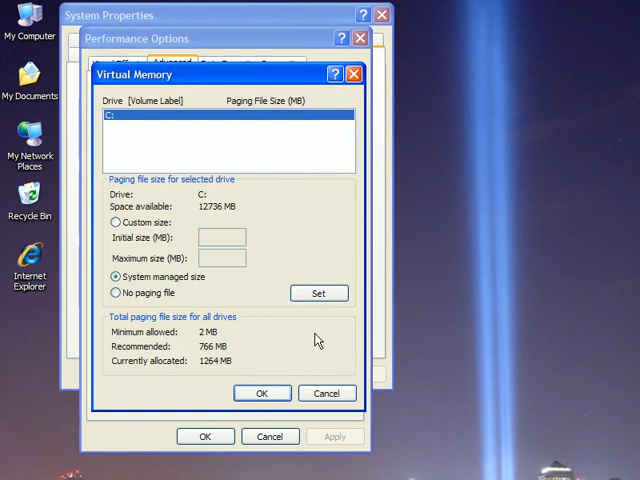 System Properties
My Computer
Performance Options
Advanced
Virtual Memory
My Documents
Drive [Volume Label] Paging File Size (MB)
C:
My Network
Places
Paging file size for selected drive
Drive: C:
Space available: 12736 MB
Recycle Bin
Custom size:
Initial size (MB):
Maximum size (MB):
Internet
Explorer
System managed size
No paging file
Set
Total paging file size for all drives
Minimum allowed: 2 MB
Recommended: 766 MB
Currently allocated: 1264 MB
OK Cancel
OK Cancel Apply